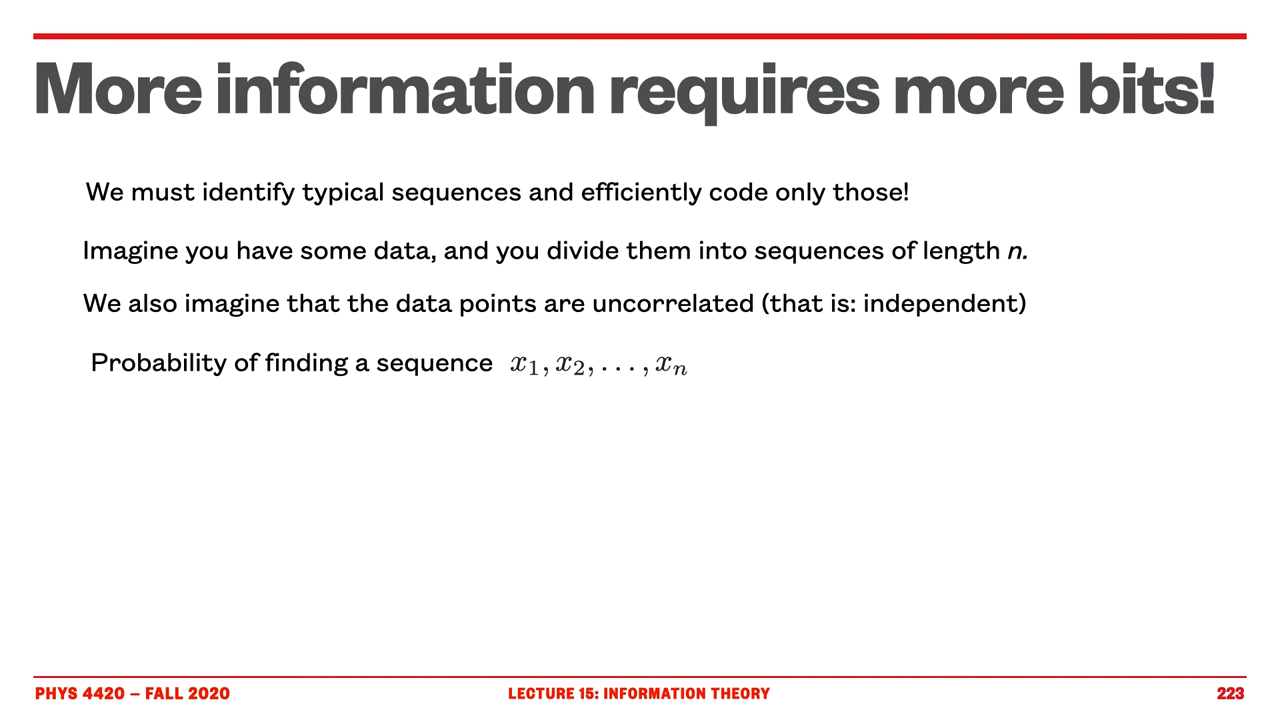 More information requires more bits!
We must identify typical sequences and efficiently code only those!
Imagine you have some data, and you divide them into sequences of length n.
We also imagine that the data points are uncorrelated (that is: independent)
Probability of finding a sequence x₁, x₂, . . . , xₙ
PHYS 4420 – FALL 2020 LECTURE 15: INFORMATION THEORY 223